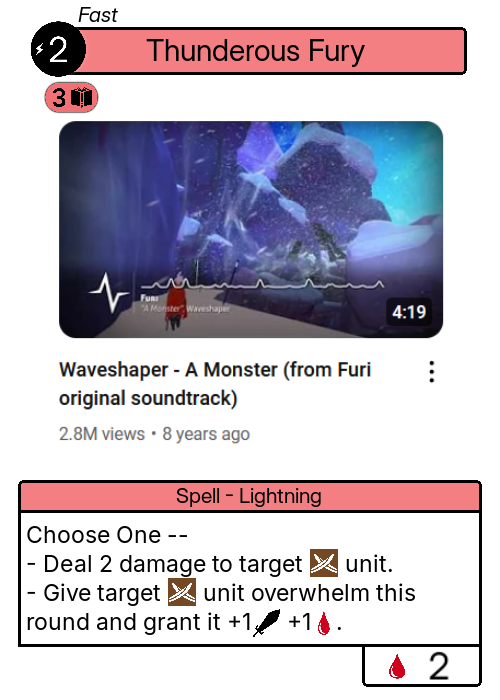 Fast
2
Thunderous Fury
3
FURI
"A Monster", Waveshaper
4:19
Waveshaper - A Monster (from Furi
original soundtrack)
2.8M views • 8 years ago
Spell - Lightning
Choose One --
- Deal 2 damage to target unit.
- Give target unit overwhelm this
round and grant it +1 +1 .
2